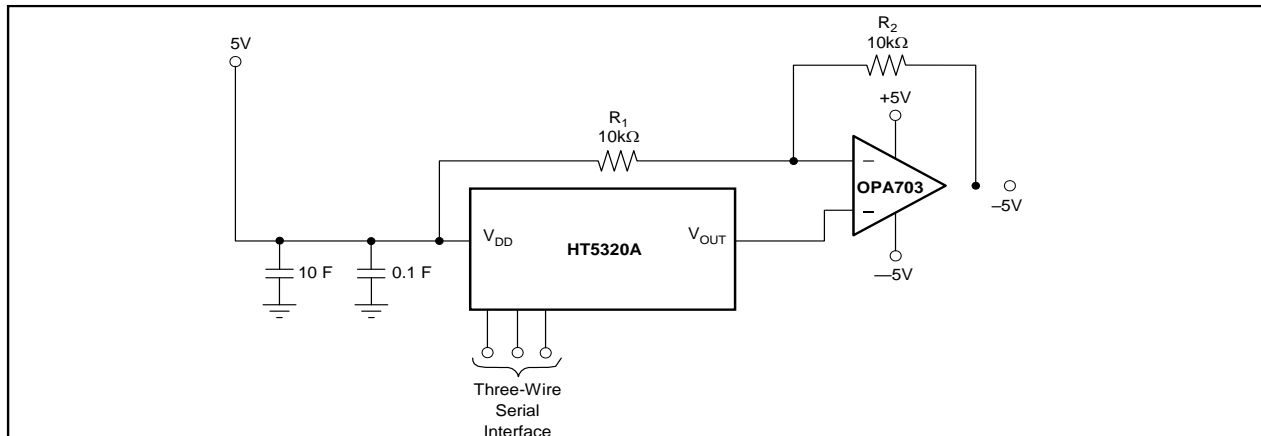 5V
R2
10kΩ
+5V
R1
10kΩ
−
OPA703
–5V
−
VDD
VOUT
HT5320A
10 F
0.1 F
—5V
Three-Wire
Serial
Interface